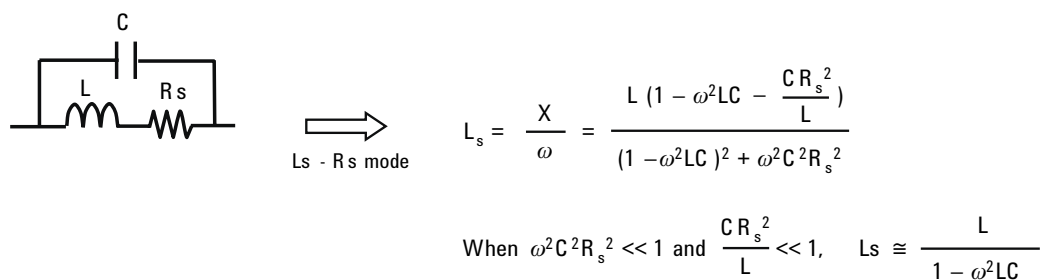 C
L
Rs
Ls - Rs mode
Lₛ = X/ω = L (1 – ω²LC – CRₛ²/L) / (1 –ω²LC )² + ω²C²Rₛ²
When ω²C²Rₛ² << 1 and CRₛ²/L << 1, Ls ≅ L / 1 – ω²LC